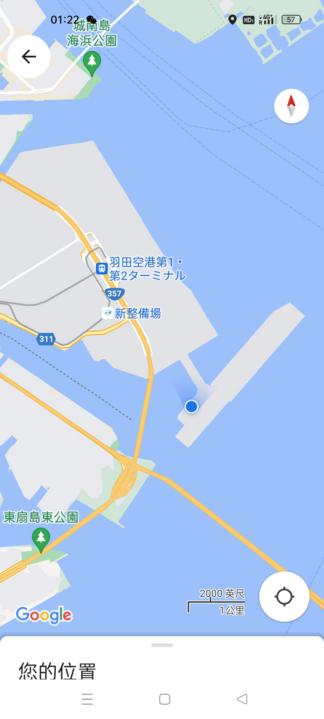 01:22
HD
57
城南島
海浜公園
羽田空港第1・
第2ターミナル
357
新整備場
311
東扇島東公園
2000 英尺
1公里
Google
您的位置